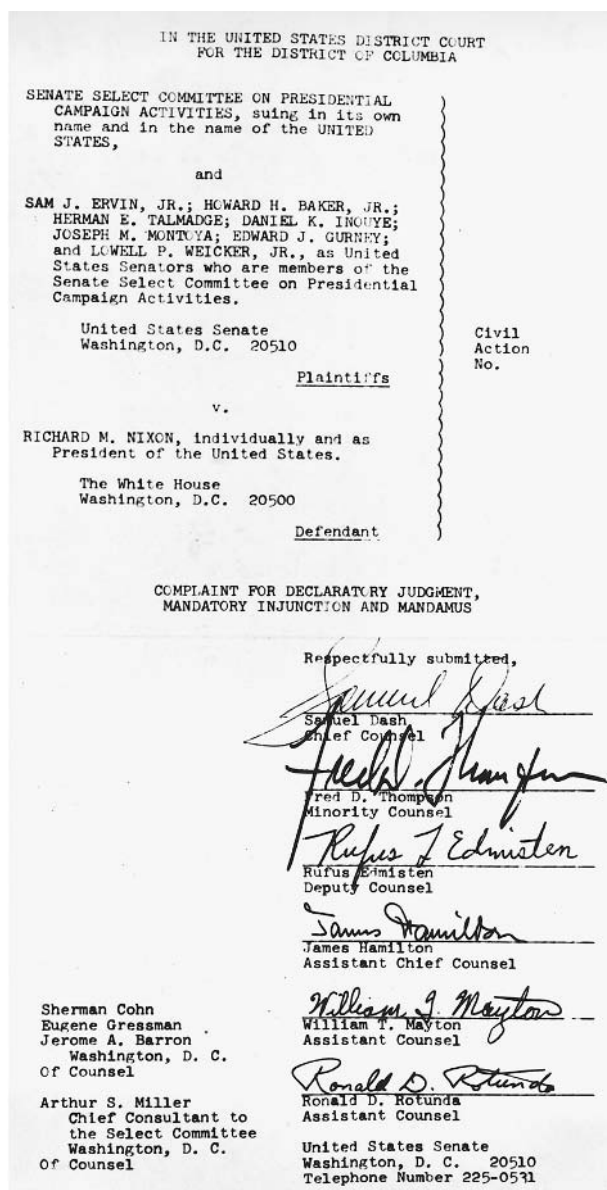 IN THE UNITED STATES DISTRICT COURT
FOR THE DISTRICT OF COLUMBIA
SENATE SELECT COMMITTEE ON PRESIDENTIAL
CAMPAIGN ACTIVITIES, suing in its own
name and in the name of the UNITED
STATES,
and
SAM J. ERVIN, JR.; HOWARD H. BAKER, JR.;
HERMAN E. TALMADGE; DANIEL K. INOUYE;
JOSEPH M. MONTOYA; EDWARD J. GURNEY;
and LOWELL P. WEICKER, JR., as United
States Senators who are members of the
Senate Select Committee on Presidential
Campaign Activities.
United States Senate
Washington, D.C. 20510
Plaintiffs
v.
RICHARD M. NIXON, individually and as
President of the United States.
The White House
Washington, D.C. 20500
Defendant
Civil
Action
No.
COMPLAINT FOR DECLARATORY JUDGMENT,
MANDATORY INJUNCTION AND MANDAMUS
Respectfully submitted,
Samuel Dash
Samuel Dash
Chief Counsel
Fred D. Thompson
Fred D. Thompson
Minority Counsel
Rufus L Edmisten
Rufus Edmisten
Deputy Counsel
James Hamilton
James Hamilton
Assistant Chief Counsel
William T. Mayton
William T. Mayton
Assistant Counsel
Ronald D. Rotunda
Ronald D. Rotunda
Assistant Counsel
United States Senate
Washington, D. C. 20510
Telephone Number 225-0531
Sherman Cohn
Eugene Gressman
Jerome A. Barron
Washington, D. C.
Of Counsel
Arthur S. Miller
Chief Consultant to
the Select Committee
Washington, D. C.
Of Counsel